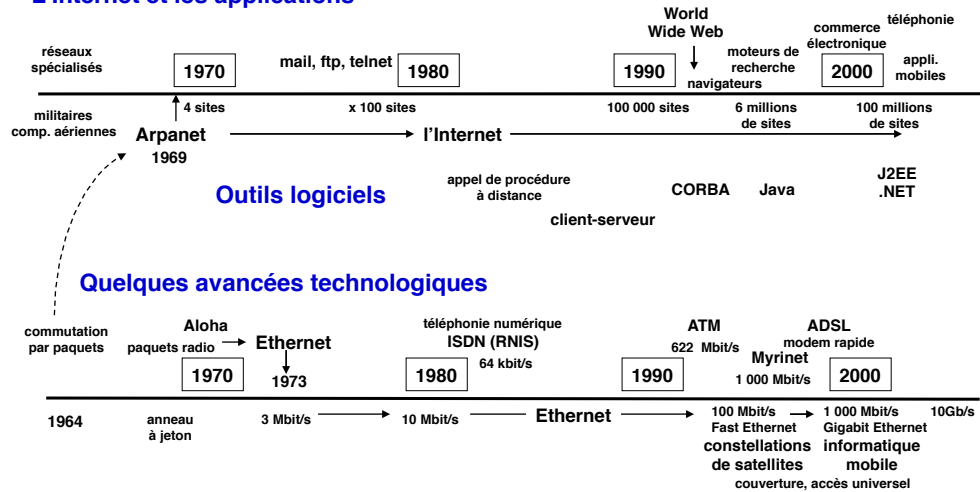 L'internet et les applications
World
Wide Web
commerce
électronique
téléphonie
réseaux
spécialisés
1970
mail, ftp, telnet
1980
1990
navigateurs
moteurs de
recherche
2000
appli.
mobiles
militaires
comp. aériennes
4 sites
x 100 sites
100 000 sites
6 millions
de sites
100 millions
de sites
Arpanet
1969
l'Internet
Outils logiciels
appel de procédure
à distance
client-serveur
CORBA
Java
J2EE
.NET
Quelques avancées technologiques
commutation
par paquets
Aloha
paquets radio
Ethernet
1970
1973
téléphonie numérique
ISDN (RNIS)
64 kbit/s
1980
1990
ATM
622 Mbit/s
Myrinet
1 000 Mbit/s
ADSL
modem rapide
2000
1964
anneau
à jeton
3 Mbit/s
10 Mbit/s
Ethernet
100 Mbit/s
Fast Ethernet
1 000 Mbit/s
Gigabit Ethernet
10Gb/s
constellations
de satellites
informatique
mobile
couverture, accès universel